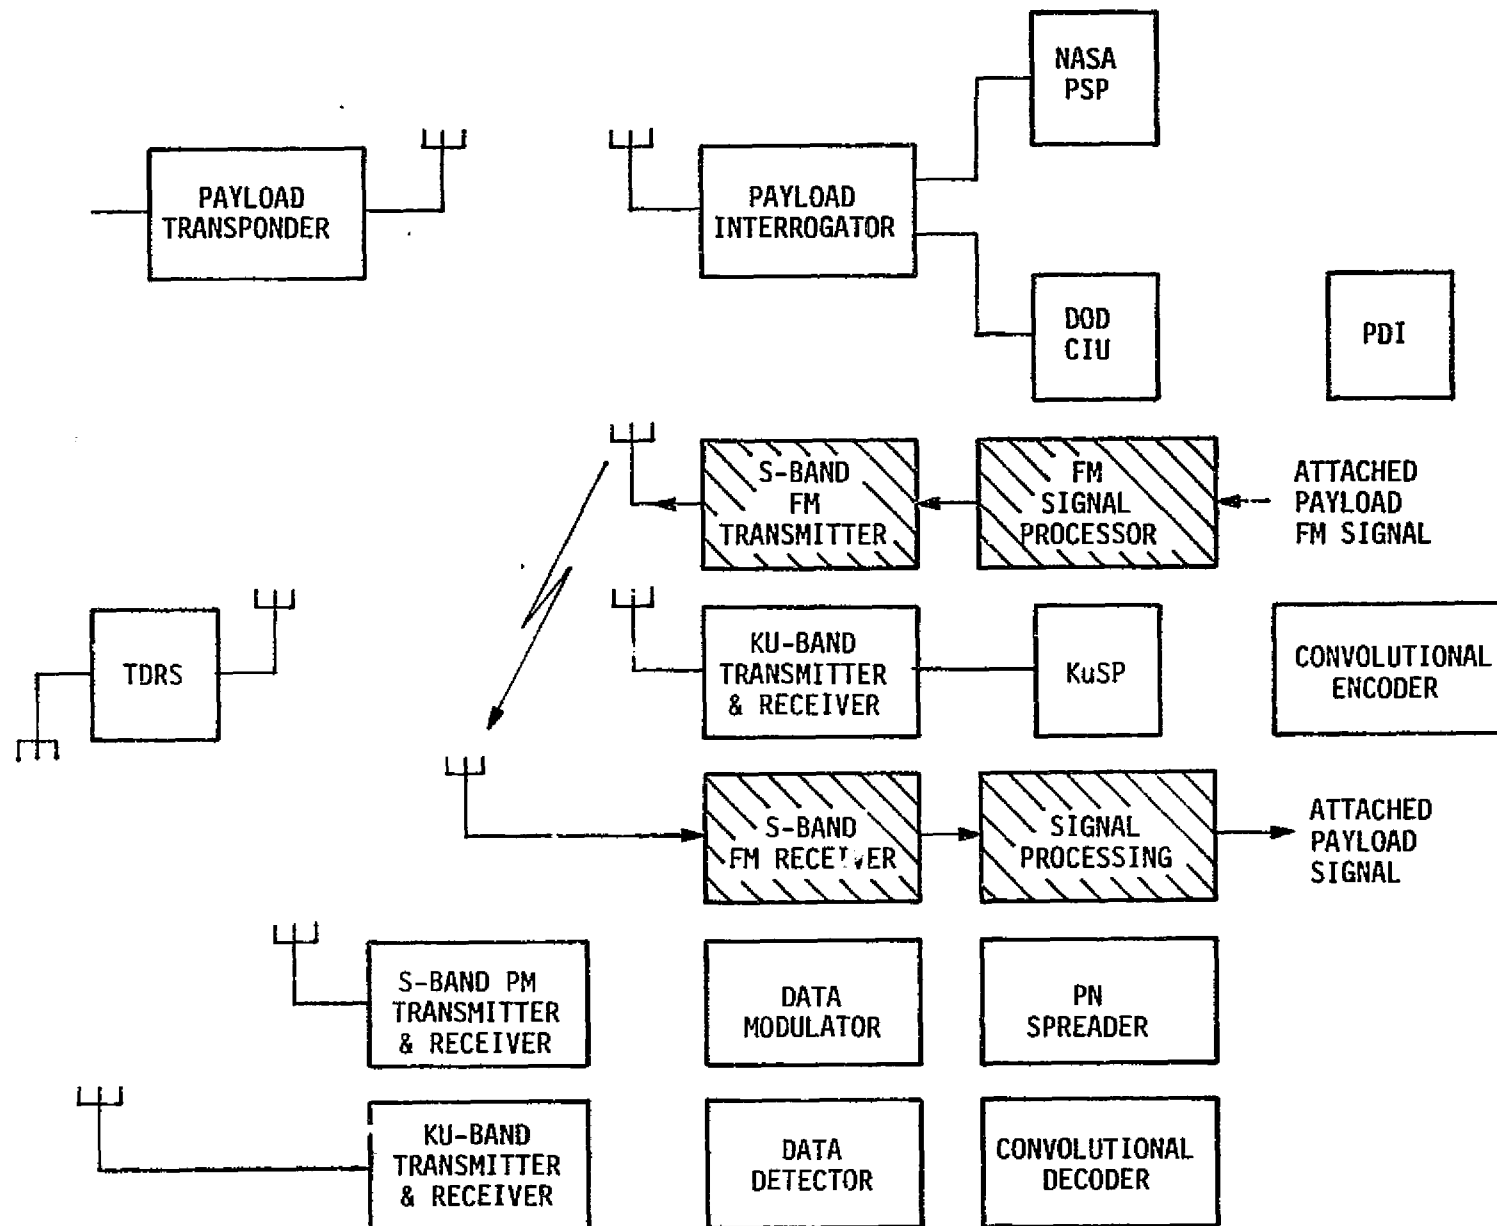 NASA
PSP
PAYLOAD
TRANSPONDER
PAYLOAD
INTERROGATOR
DOD
CIU
PDI
S-BAND
FM
TRANSMITTER
FM
SIGNAL
PROCESSOR
ATTACHED
PAYLOAD
FM SIGNAL
TDRS
KU-BAND
TRANSMITTER
& RECEIVER
KuSP
CONVOLUTIONAL
ENCODER
S-BAND
FM RECEIVER
SIGNAL
PROCESSING
ATTACHED
PAYLOAD
SIGNAL
S-BAND PM
TRANSMITTER
& RECEIVER
DATA
MODULATOR
PN
SPREADER
KU-BAND
TRANSMITTER
& RECEIVER
DATA
DETECTOR
CONVOLUTIONAL
DECODER